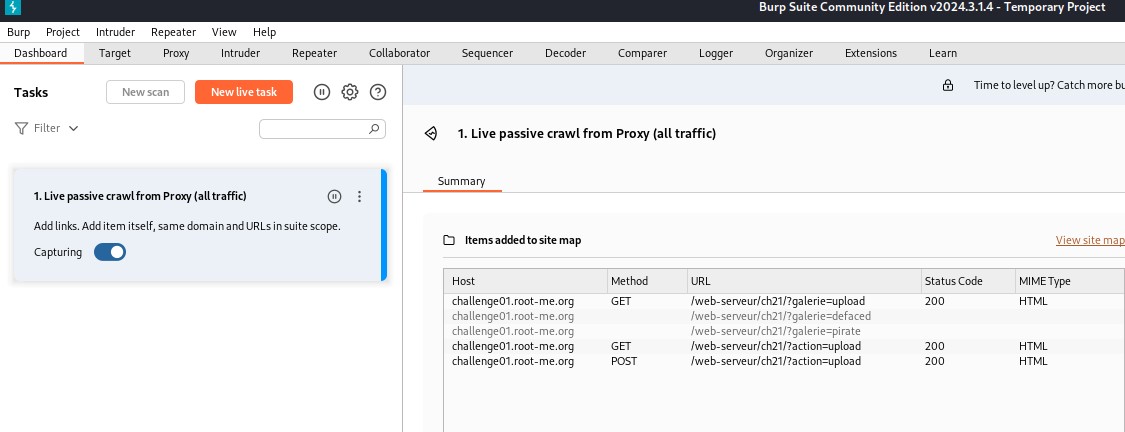 Burp Suite Community Edition v2024.3.1.4 - Temporary Project
Burp Project Intruder Repeater View Help
Dashboard Target Proxy Intruder Repeater Collaborator Sequencer Decoder Comparer Logger Organizer Extensions Learn
Tasks New scan New live task
Time to level up? Catch more bu
Filter
1. Live passive crawl from Proxy (all traffic)
Summary
1. Live passive crawl from Proxy (all traffic)
Add links. Add item itself, same domain and URLs in suite scope.
Capturing
Items added to site map View site map
Host Method URL Status Code MIME Type
challenge01.root-me.org GET /web-serveur/ch21/?galerie=upload 200 HTML
challenge01.root-me.org /web-serveur/ch21/?galerie=defaced
challenge01.root-me.org /web-serveur/ch21/?galerie=pirate
challenge01.root-me.org GET /web-serveur/ch21/?action=upload 200 HTML
challenge01.root-me.org POST /web-serveur/ch21/?action=upload 200 HTML